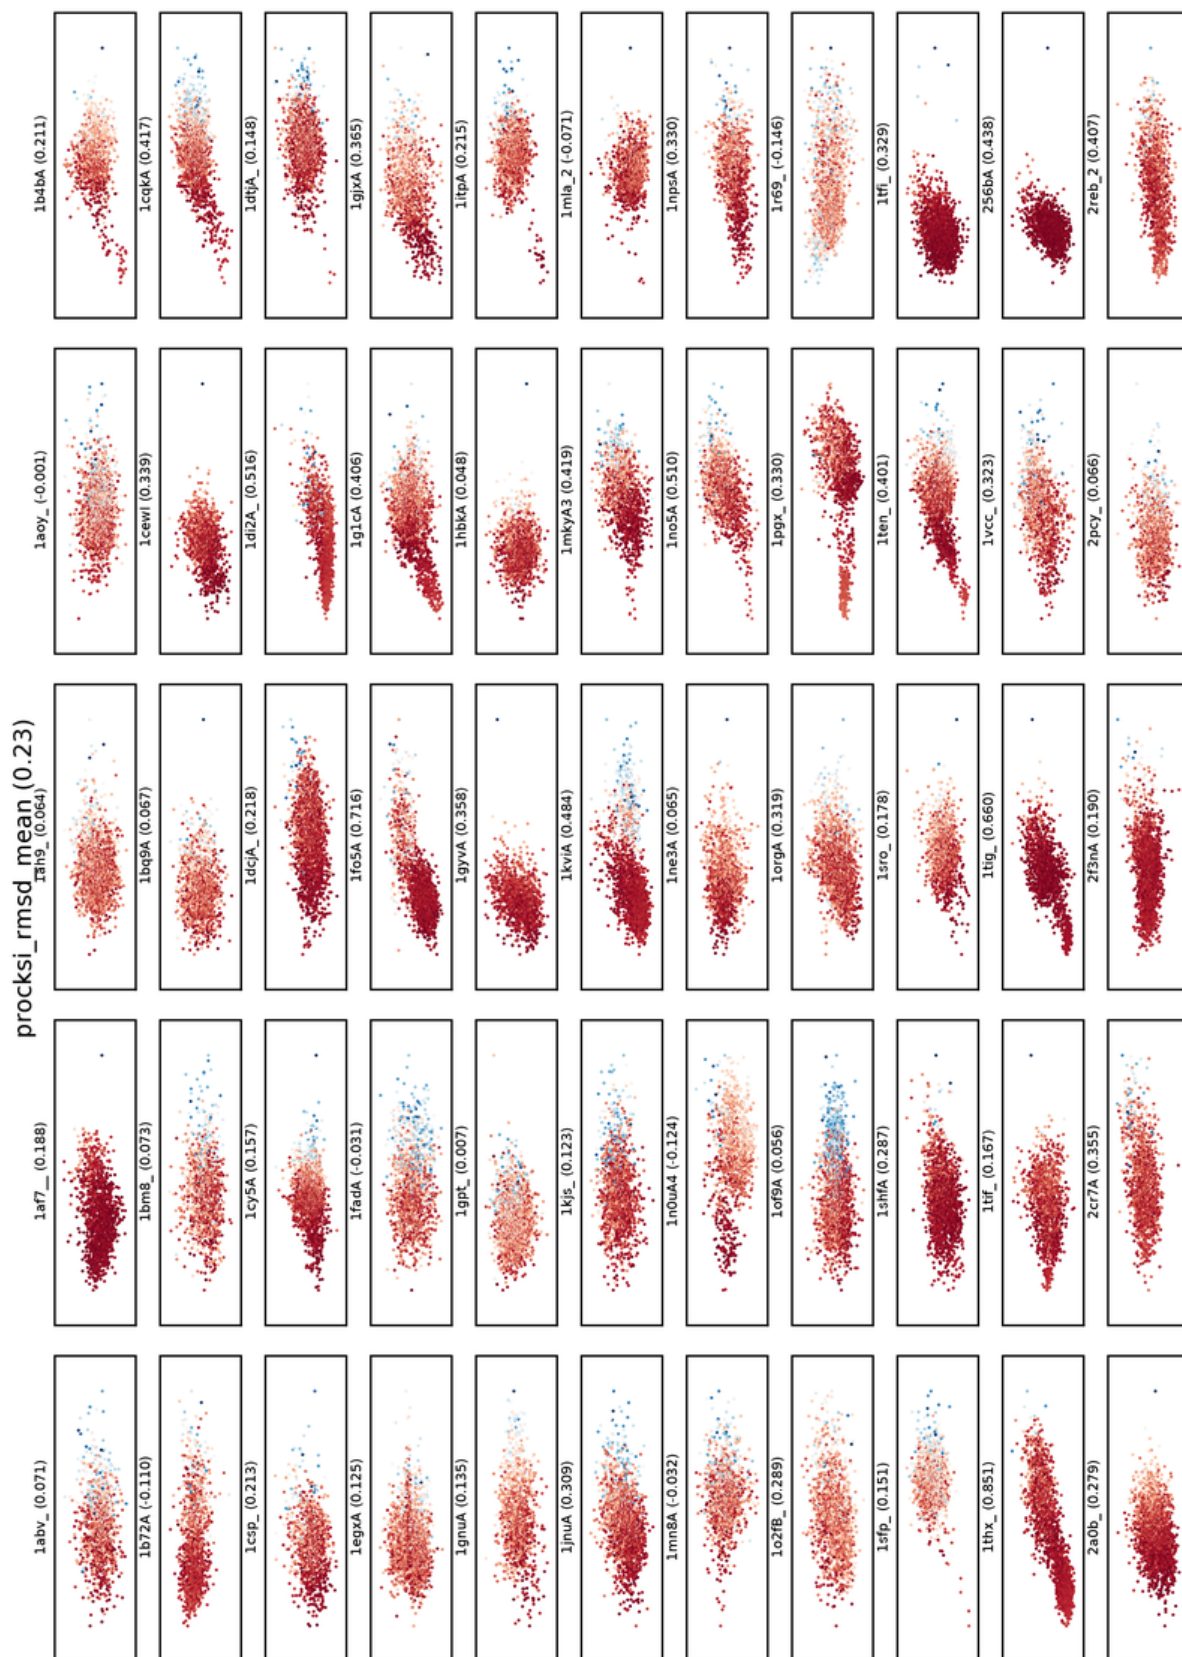 procksi_rmsd_mean (0.23)
1abv_ (0.071)
1af7__ (0.188)
1ah9_ (0.064)
1aoy_ (-0.001)
1b4bA (0.211)
1b72A (-0.110)
1bm8_ (0.073)
1bq9A (0.067)
1cewI (0.339)
1cqkA (0.417)
1csp_ (0.213)
1cy5A (0.157)
1dcjA_ (0.218)
1di2A_ (0.516)
1dtjA_ (0.148)
1egxA (0.125)
1fadA (-0.031)
1fo5A (0.716)
1g1cA (0.406)
1gjxA (0.365)
1gnuA (0.135)
1gpt_ (0.007)
1gyvA (0.358)
1hbkA (0.048)
1itpA (0.215)
1jnuA (0.309)
1kjs_ (0.123)
1kviA (0.484)
1mkyA3 (0.419)
1mla_2 (-0.071)
1mn8A (-0.032)
1n0uA4 (-0.124)
1ne3A (0.065)
1no5A (0.510)
1npsA (0.330)
1o2fB_ (0.289)
1of9A (0.056)
1orgA (0.319)
1pgx_ (0.330)
1r69_ (-0.146)
1sfp_ (0.151)
1shfA (0.287)
1sro_ (0.178)
1ten_ (0.401)
1tfi_ (0.329)
1thx_ (0.851)
1tif_ (0.167)
1tig_ (0.660)
1vcc_ (0.323)
256bA (0.438)
2a0b_ (0.279)
2cr7A (0.355)
2f3nA (0.190)
2pcy_ (0.066)
2reb_2 (0.407)